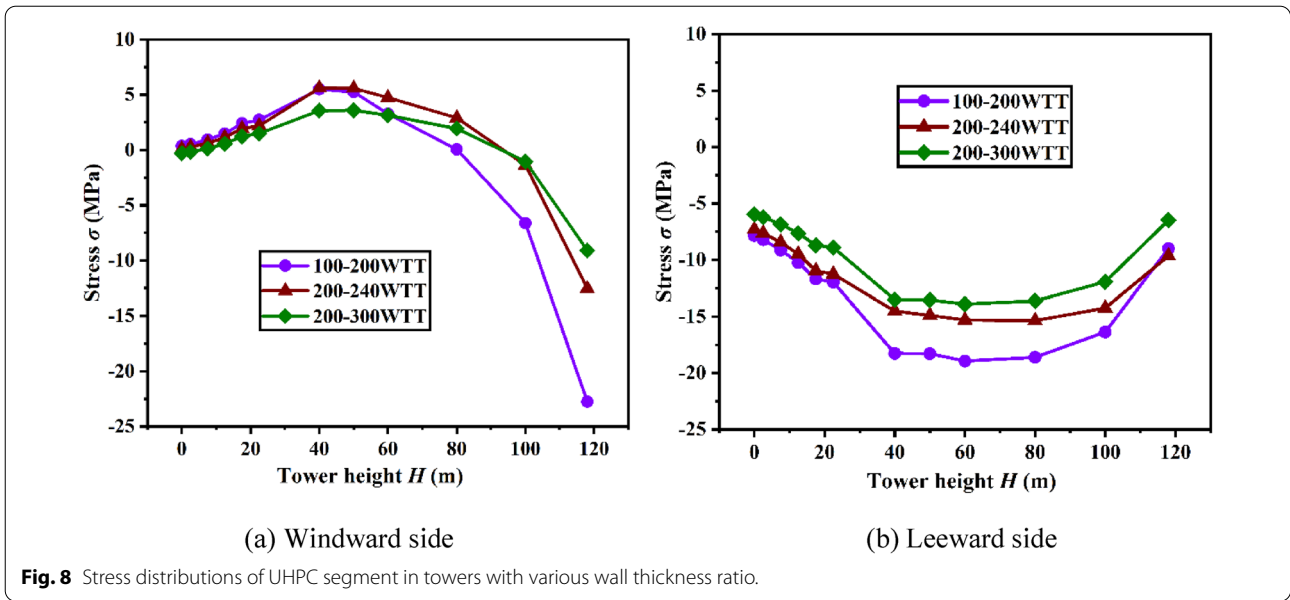 10
5
0
-5
-10
-15
-20
-25
Stress σ (MPa)
100-200WTT
200-240WTT
200-300WTT
0 20 40 60 80 100 120
Tower height H (m)
(a) Windward side
10
5
0
-5
-10
-15
-20
-25
Stress σ (MPa)
100-200WTT
200-240WTT
200-300WTT
0 20 40 60 80 100 120
Tower height H (m)
(b) Leeward side
Fig. 8 Stress distributions of UHPC segment in towers with various wall thickness ratio.